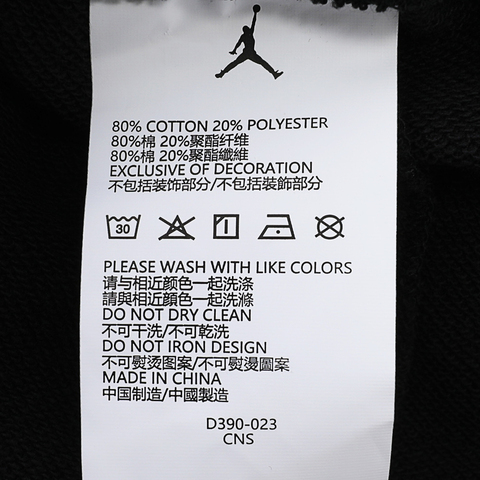 80% COTTON 20% POLYESTER
80%棉 20%聚酯纤维
80%棉 20%聚酯纖維
EXCLUSIVE OF DECORATION
不包括装饰部分/不包括裝飾部分
30
PLEASE WASH WITH LIKE COLORS
请与相近颜色一起洗涤
請與相近顏色一起洗滌
DO NOT DRY CLEAN
不可干洗/不可乾洗
DO NOT IRON DESIGN
不可熨烫图案/不可熨燙圖案
MADE IN CHINA
中国制造/中國製造
D390-023
CNS